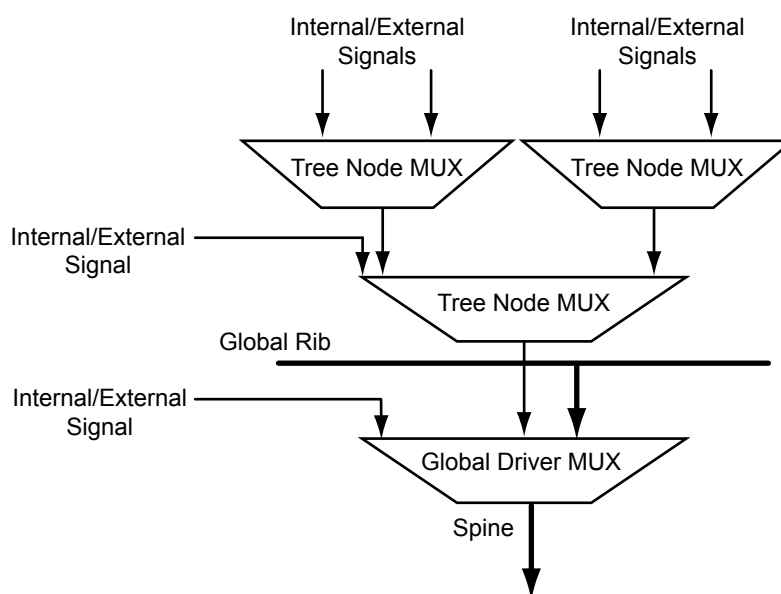 Internal/External
Signals
Internal/External
Signals
Tree Node MUX
Tree Node MUX
Internal/External
Signal
Tree Node MUX
Global Rib
Internal/External
Signal
Global Driver MUX
Spine